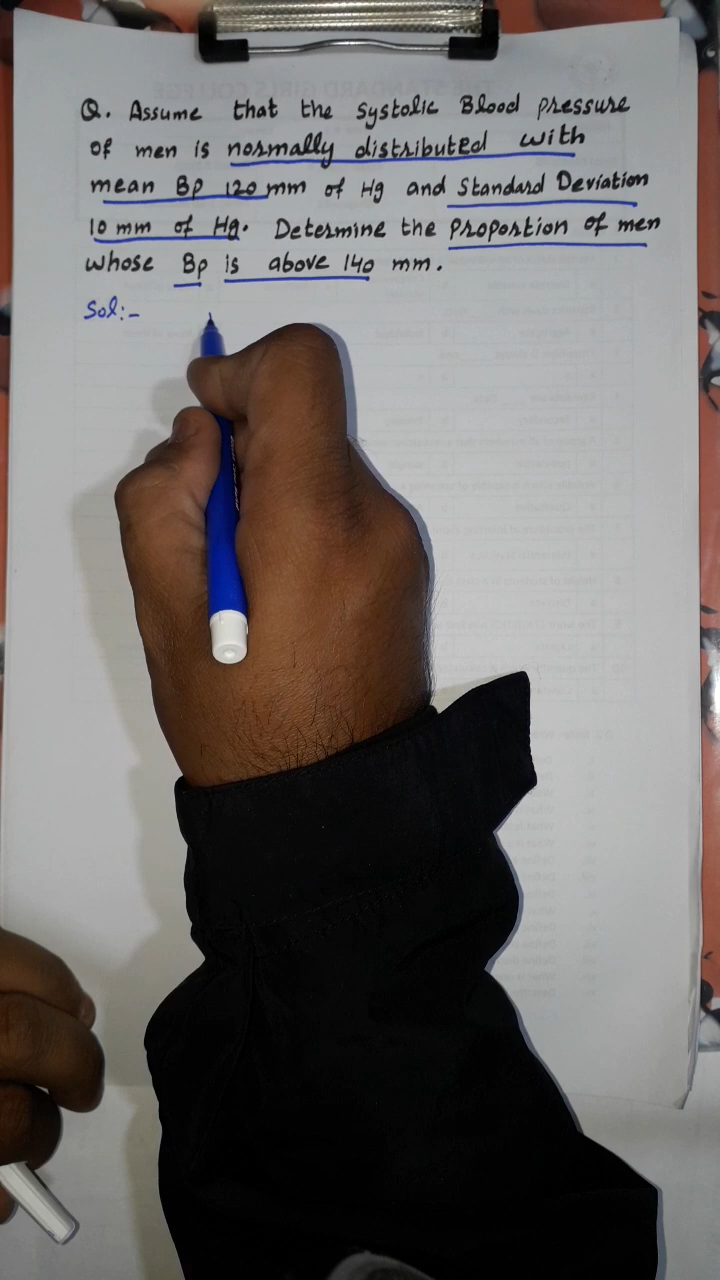 Q. Assume that the systolic Blood pressure
of men is normally distributed with
mean Bp 120 mm of Hg and Standard Deviation
10 mm of Hg. Determine the proportion of men
whose Bp is above 140 mm.
Sol:-